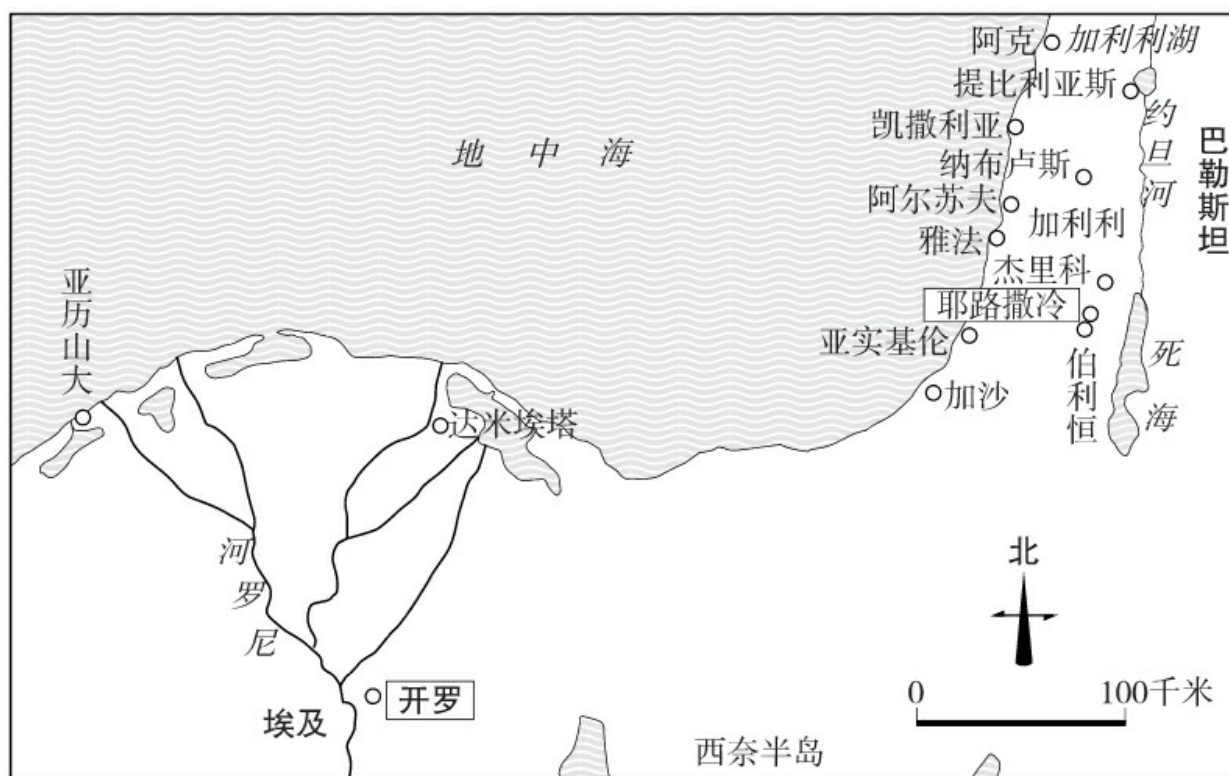 阿克
加利利湖
提比利亚斯
凯撒利亚
约旦河
地中海
纳布卢斯
巴勒斯坦
阿尔苏夫
加利利
雅法
杰里科
耶路撒冷
亚历山大
亚实基伦
伯利恒
死海
加沙
达米埃塔
河罗尼
北
0 100千米
开罗
埃及
西奈半岛